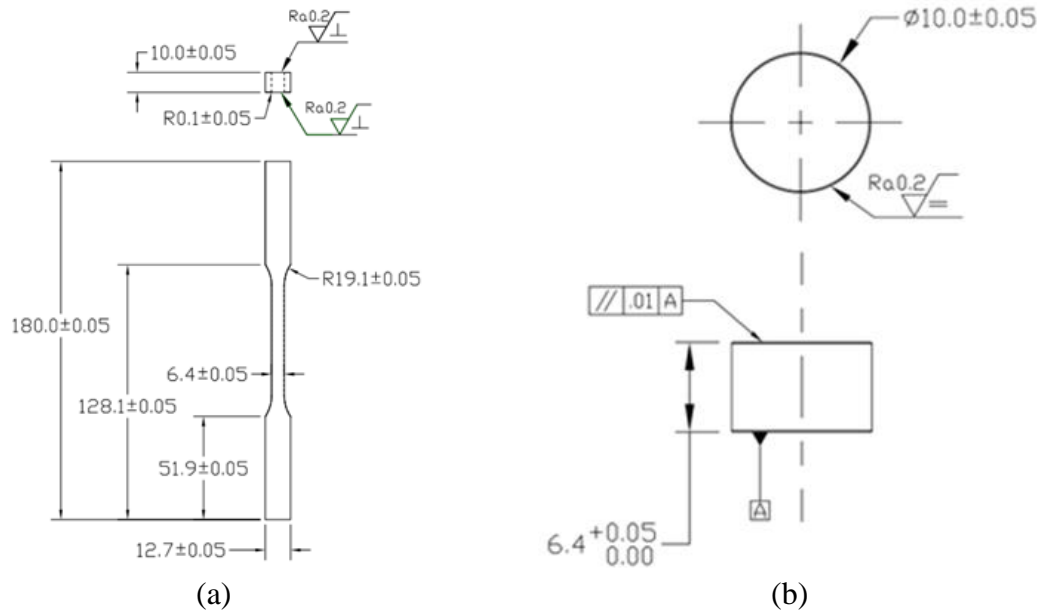 Ra0.2
⊥
10.0±0.05
R0.1±0.05
Ra0.2
⊥
R19.1±0.05
180.0±0.05
6.4±0.05
128.1±0.05
51.9±0.05
12.7±0.05
(a)
⌀10.0±0.05
Ra0.2
=
// .01 A
A
6.4 +0.05
0.00
(b)